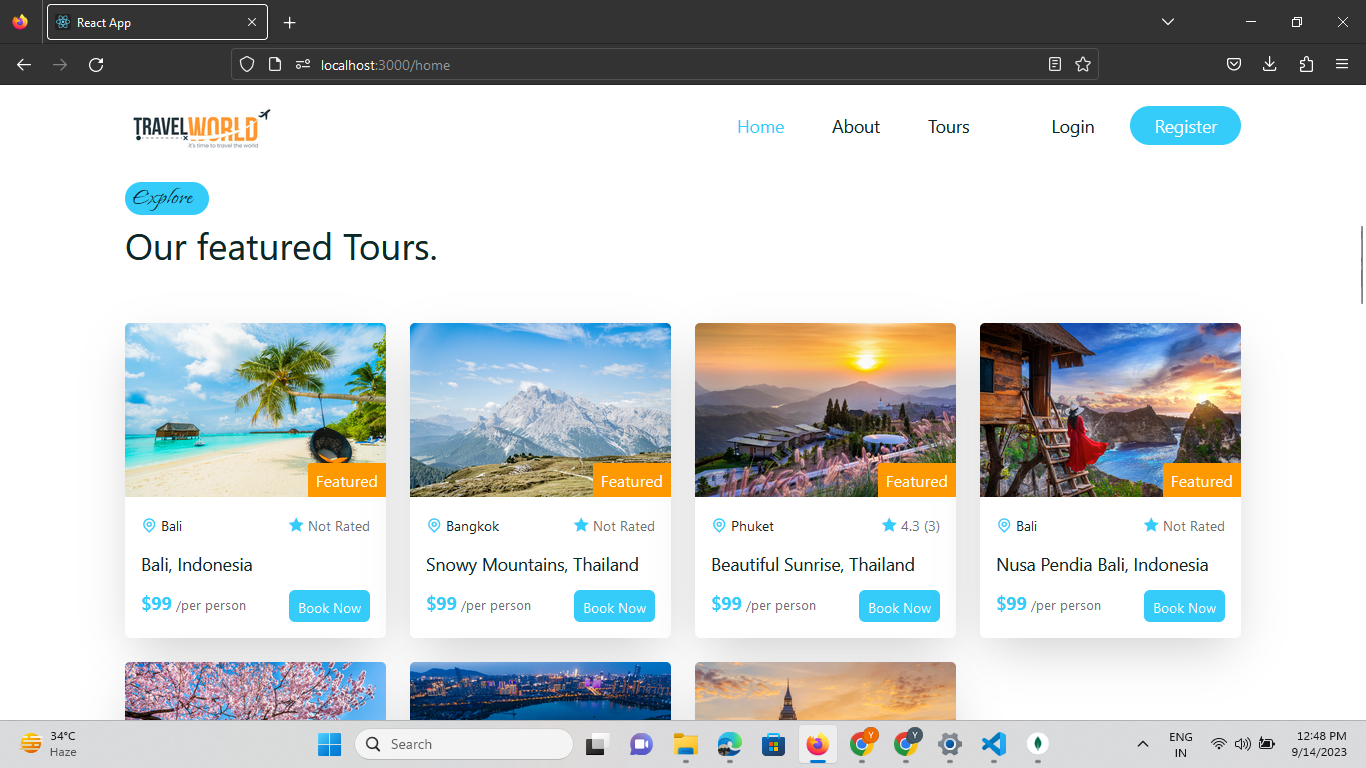 React App
localhost:3000/home
TRAVELWORLD
it's time to travel the world
Home About Tours Login Register
Explore
Our featured Tours.
Featured Featured Featured Featured
Bali Not Rated Bangkok Not Rated Phuket 4.3 (3) Bali Not Rated
Bali, Indonesia Snowy Mountains, Thailand Beautiful Sunrise, Thailand Nusa Pendia Bali, Indonesia
$99 /per person Book Now $99 /per person Book Now $99 /per person Book Now $99 /per person Book Now
34°C
Haze
Search
Y Y
ENG
IN
12:48 PM
9/14/2023